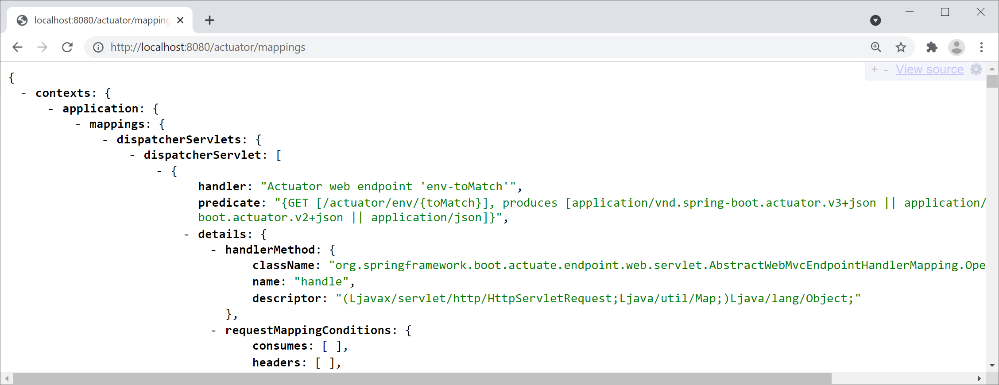 localhost:8080/actuator/mapping
http://localhost:8080/actuator/mappings
+ - View source
{
- contexts: {
- application: {
- mappings: {
- dispatcherServlets: {
- dispatcherServlet: [
- {
handler: "Actuator web endpoint 'env-toMatch'",
predicate: "{GET [/actuator/env/{toMatch}], produces [application/vnd.spring-boot.actuator.v3+json || application/
boot.actuator.v2+json || application/json]}",
- details: {
- handlerMethod: {
className: "org.springframework.boot.actuate.endpoint.web.servlet.AbstractWebMvcEndpointHandlerMapping.Ope
name: "handle",
descriptor: "(Ljavax/servlet/http/HttpServletRequest;Ljava/util/Map;)Ljava/lang/Object;"
},
- requestMappingConditions: {
consumes: [ ],
headers: [ ],